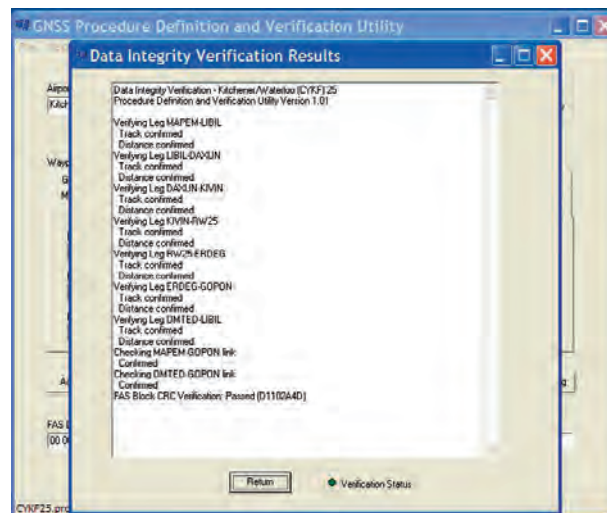 GNSS Procedure Definition and Verification Utility
Data Integrity Verification Results
Data Integrity Verification - Kitchener/Waterloo (CYKF) 25
Procedure Definition and Verification Utility Version 1.01
Verifying Leg MAPEM-LIBIL
Track confirmed
Distance confirmed
Verifying Leg LIBIL-DAXUN
Track confirmed
Distance confirmed
Verifying Leg DAXUN-KIVIN
Track confirmed
Distance confirmed
Verifying Leg KIVIN-RW25
Track confirmed
Distance confirmed
Verifying Leg RW25-ERDEG
Track confirmed
Distance confirmed
Verifying Leg ERDEG-GOPON
Track confirmed
Distance confirmed
Verifying Leg DMTED-LIBIL
Track confirmed
Distance confirmed
Checking MAPEM-GOPON link
Confirmed
Checking DMTED-GOPON link
Confirmed
FAS Block CRC Verification: Passed (D1102A4D)
Return
Verification Status